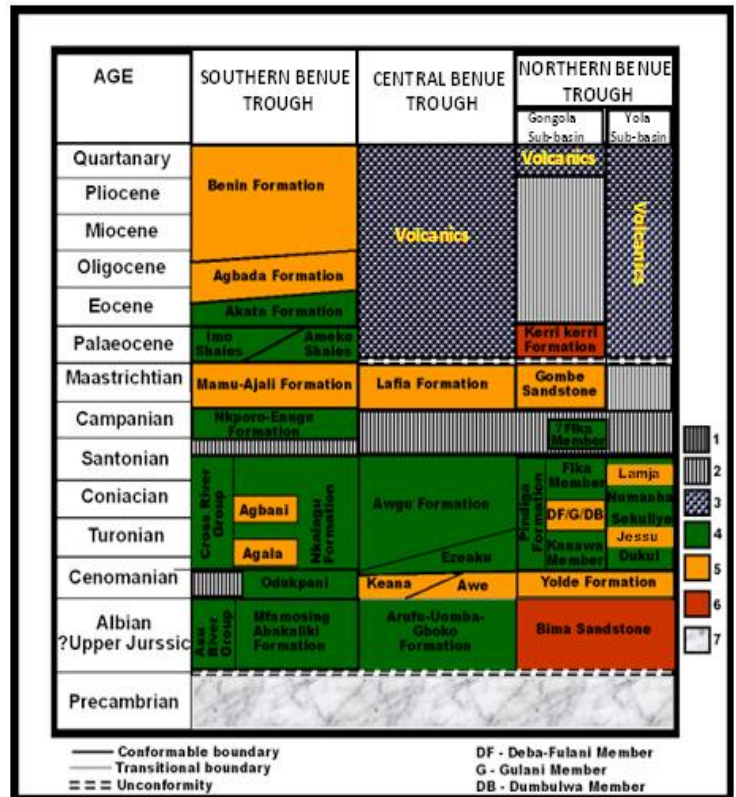 AGE
SOUTHERN BENUE
TROUGH
CENTRAL BENUE
TROUGH
NORTHERN BENUE
TROUGH
Gongola
Sub-basin
Yola
Sub-basin
Quartanary
Pliocene
Miocene
Oligocene
Eocene
Palaeocene
Maastrichtian
Campanian
Santonian
Coniacian
Turonian
Cenomanian
Albian
?Upper Jurssic
Precambrian
Benin Formation
Agbada Formation
Akata Formation
Imo
Shales
Ameke
Shales
Mamu-Ajali Formation
Nkporo-Enugu
Formation
Cross River
Group
Agbani
Agala
Nkalagu
Formation
Odukpani
Asu
River
Group
Mfamosing
Abakaliki
Formation
Volcanics
Lafia Formation
Awgu Formation
Ezeaku
Keana
Awe
Arufu-Uomba-
Gboko
Formation
Volcanics
Kerri kerri
Formation
Gombe
Sandstone
?Fika
Member
Pindiga
Formation
Fika
Member
DF/G/DB
Kanawa
Member
Volcanics
Lamja
Numanha
Sekuliye
Jessu
Dukul
Yolde Formation
Bima Sandstone
1
2
3
4
5
6
7
Conformable boundary
Transitional boundary
Unconformity
DF - Deba-Fulani Member
G - Gulani Member
DB - Dumbulwa Member